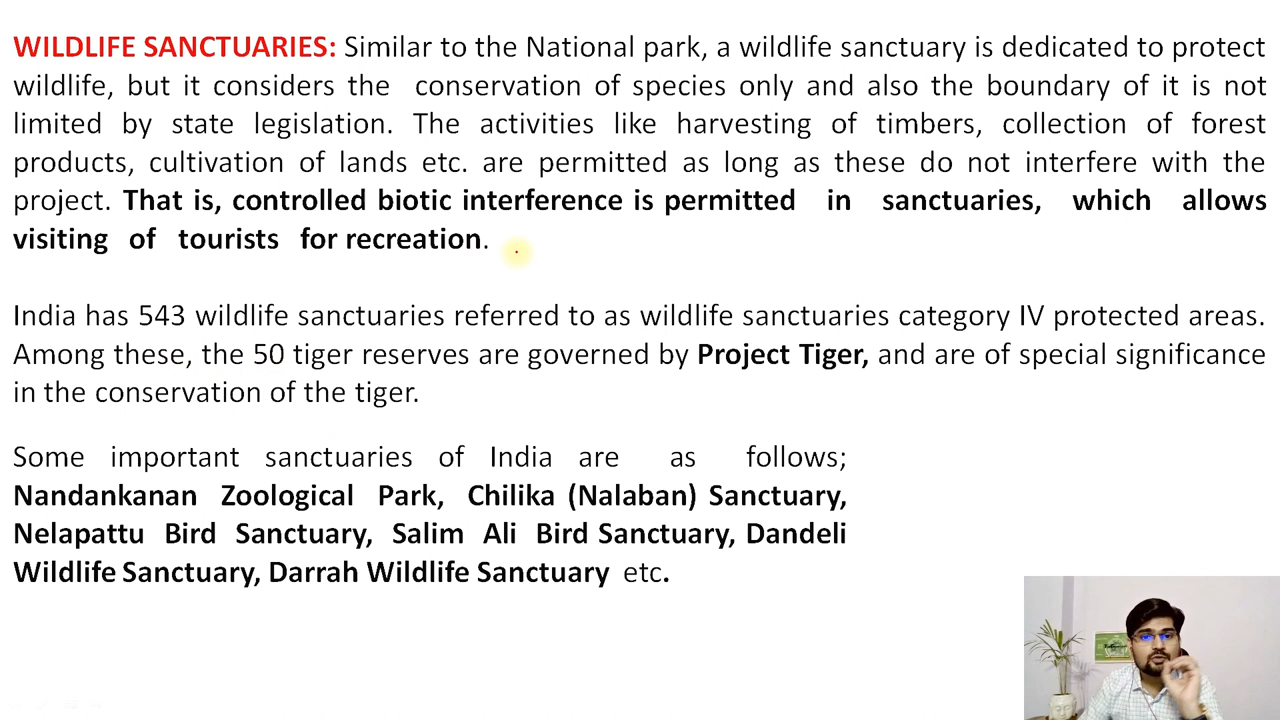 WILDLIFE SANCTUARIES: Similar to the National park, a wildlife sanctuary is dedicated to protect
wildlife, but it considers the conservation of species only and also the boundary of it is not
limited by state legislation. The activities like harvesting of timbers, collection of forest
products, cultivation of lands etc. are permitted as long as these do not interfere with the
project. That is, controlled biotic interference is permitted in sanctuaries, which allows
visiting of tourists for recreation.
India has 543 wildlife sanctuaries referred to as wildlife sanctuaries category IV protected areas.
Among these, the 50 tiger reserves are governed by Project Tiger, and are of special significance
in the conservation of the tiger.
Some important sanctuaries of India are as follows;
Nandankanan Zoological Park, Chilika (Nalaban) Sanctuary,
Nelapattu Bird Sanctuary, Salim Ali Bird Sanctuary, Dandeli
Wildlife Sanctuary, Darrah Wildlife Sanctuary etc.